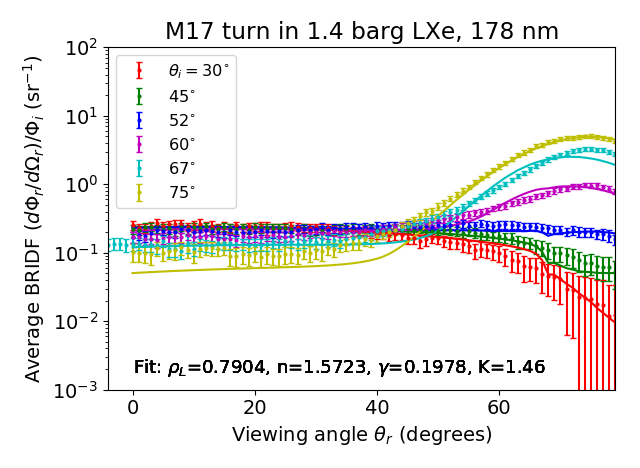 M17 turn in 1.4 barg LXe, 178 nm
Average BRIDF (dΦᵣ/dΩᵣ)/Φᵢ (sr⁻¹)
10²
10¹
10⁰
10⁻¹
10⁻²
10⁻³
θᵢ = 30°
45°
52°
60°
67°
75°
Fit: ρ_L=0.7904, n=1.5723, γ=0.1978, K=1.46
0 20 40 60
Viewing angle θᵣ (degrees)